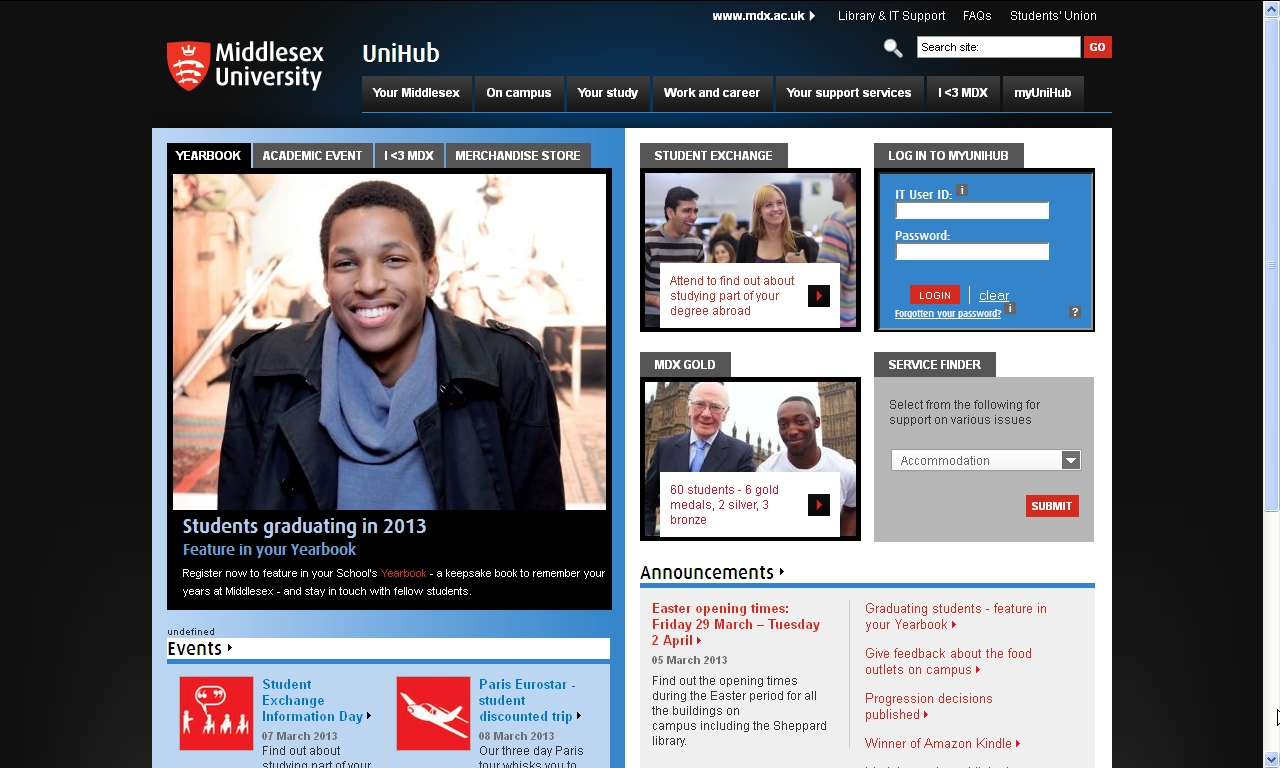 www.mdx.ac.uk
Library & IT Support
FAQs
Students' Union
Middlesex
University
UniHub
Search site:
GO
Your Middlesex
On campus
Your study
Work and career
Your support services
I <3 MDX
myUniHub
YEARBOOK
ACADEMIC EVENT
I <3 MDX
MERCHANDISE STORE
Students graduating in 2013
Feature in your Yearbook
Register now to feature in your School's Yearbook - a keepsake book to remember your
years at Middlesex - and stay in touch with fellow students.
undefined
Events
Student
Exchange
Information Day
07 March 2013
Find out about
studying part of your
Paris Eurostar -
student
discounted trip
08 March 2013
Our three day Paris
tour whisks you to
STUDENT EXCHANGE
Attend to find out about
studying part of your
degree abroad
LOG IN TO MYUNIHUB
IT User ID: i
Password:
LOGIN
clear
Forgotten your password? i
?
MDX GOLD
60 students - 6 gold
medals, 2 silver, 3
bronze
SERVICE FINDER
Select from the following for
support on various issues
Accommodation
SUBMIT
Announcements
Easter opening times:
Friday 29 March – Tuesday
2 April
05 March 2013
Find out the opening times
during the Easter period for all
the buildings on
campus including the Sheppard
library.
Graduating students - feature in
your Yearbook
Give feedback about the food
outlets on campus
Progression decisions
published
Winner of Amazon Kindle